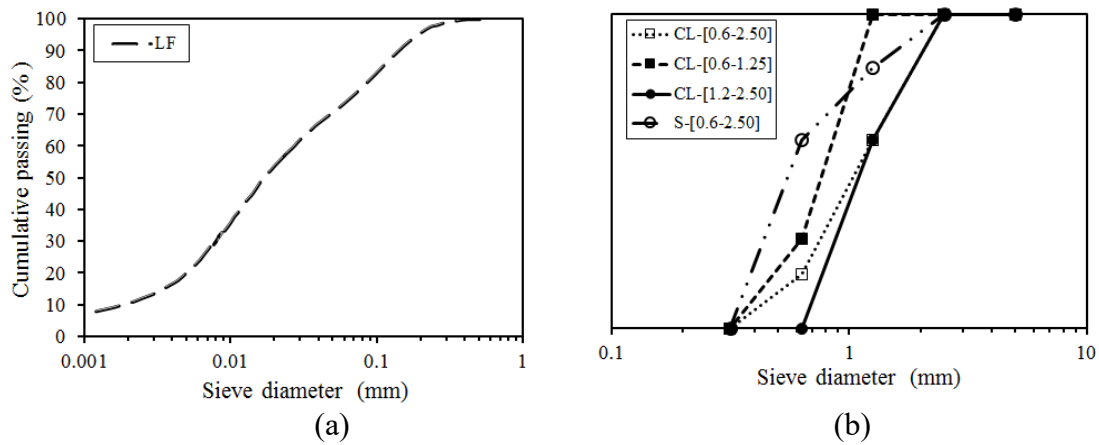 Cumulative passing (%)
100
90
80
70
60
50
40
30
20
10
0
-LF
0.001
0.01
0.1
1
Sieve diameter (mm)
(a)
CL-[0.6-2.50]
CL-[0.6-1.25]
CL-[1.2-2.50]
S-[0.6-2.50]
0.1
1
10
Sieve diameter (mm)
(b)